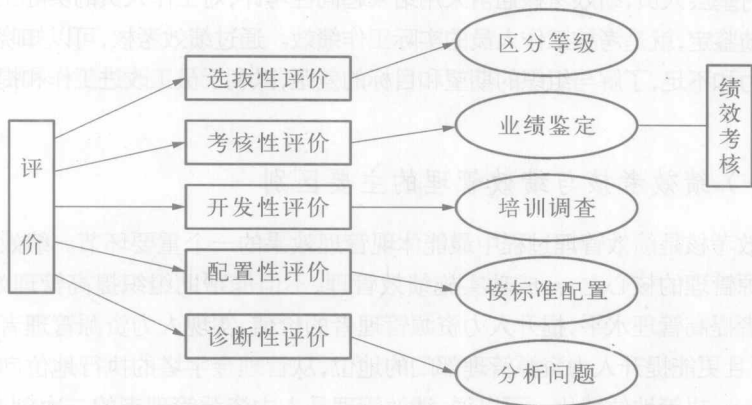 评价
选拔性评价
考核性评价
开发性评价
配置性评价
诊断性评价
区分等级
业绩鉴定
培训调查
按标准配置
分析问题
绩效考核